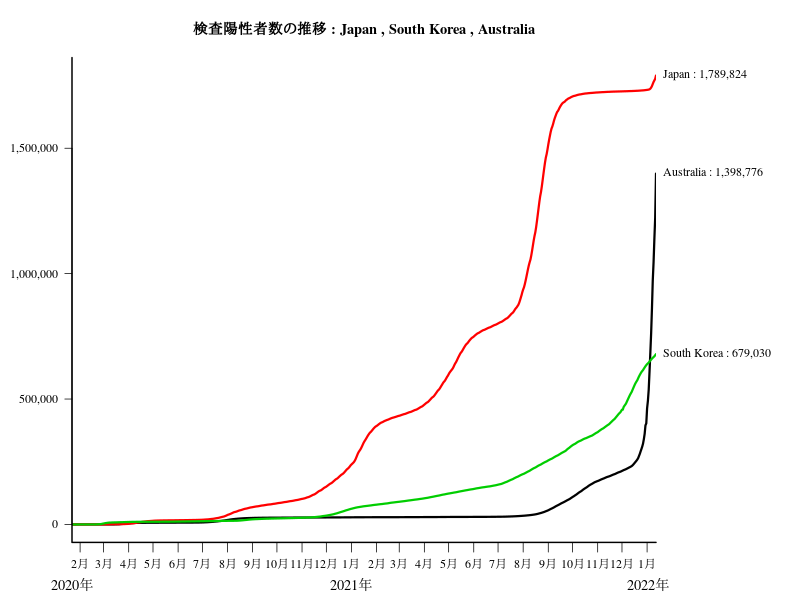 検査陽性者数の推移 : Japan , South Korea , Australia
Japan : 1,789,824
1,500,000
Australia : 1,398,776
1,000,000
South Korea : 679,030
500,000
0
2月 3月 4月 5月 6月 7月 8月 9月 10月 11月 12月 1月 2月 3月 4月 5月 6月 7月 8月 9月 10月 11月 12月 1月
2020年 2021年 2022年